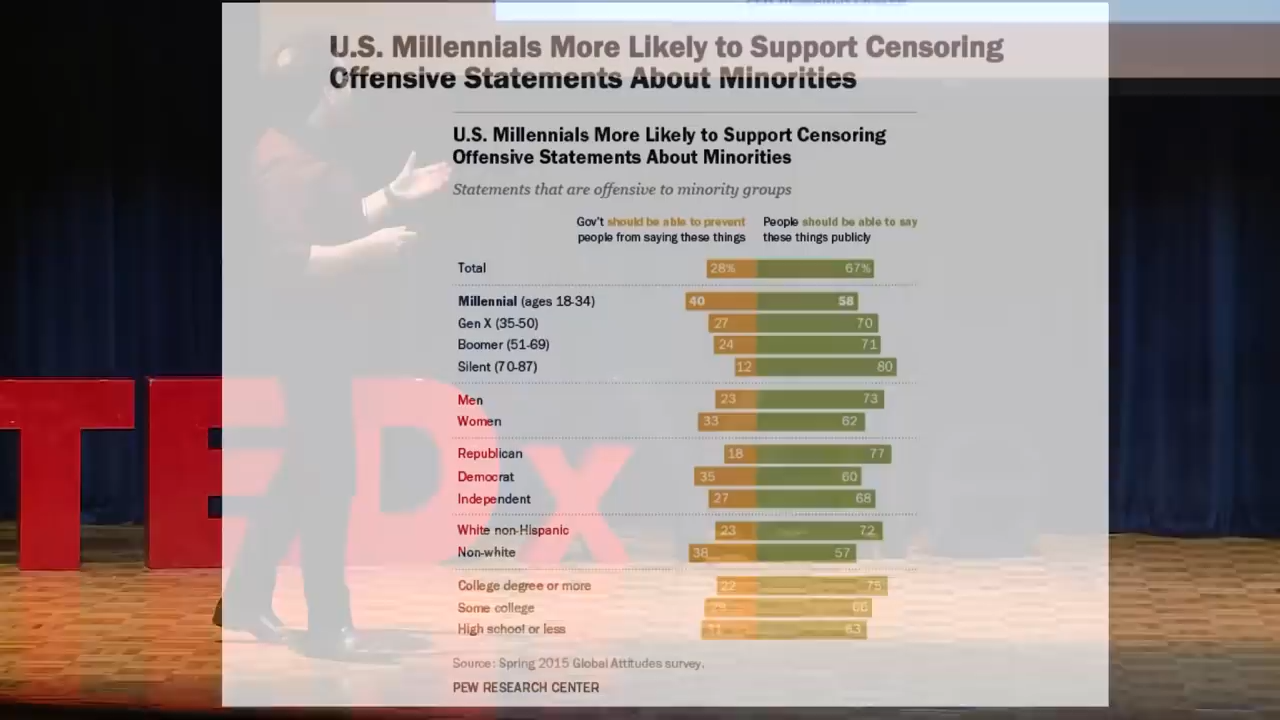 U.S. Millennials More Likely to Support Censoring
Offensive Statements About Minorities
U.S. Millennials More Likely to Support Censoring
Offensive Statements About Minorities
Statements that are offensive to minority groups
Gov't should be able to prevent
people from saying these things
People should be able to say
these things publicly
Total 28% 67%
Millennial (ages 18-34) 40 58
Gen X (35-50) 27 70
Boomer (51-69) 24 71
Silent (70-87) 12 80
Men 23 73
Women 33 62
Republican 18 77
Democrat 35 60
Independent 27 68
White non-Hispanic 23 72
Non-white 38 57
College degree or more 22 75
Some college 66
High school or less 31 63
Source: Spring 2015 Global Attitudes survey.
PEW RESEARCH CENTER
TEDx